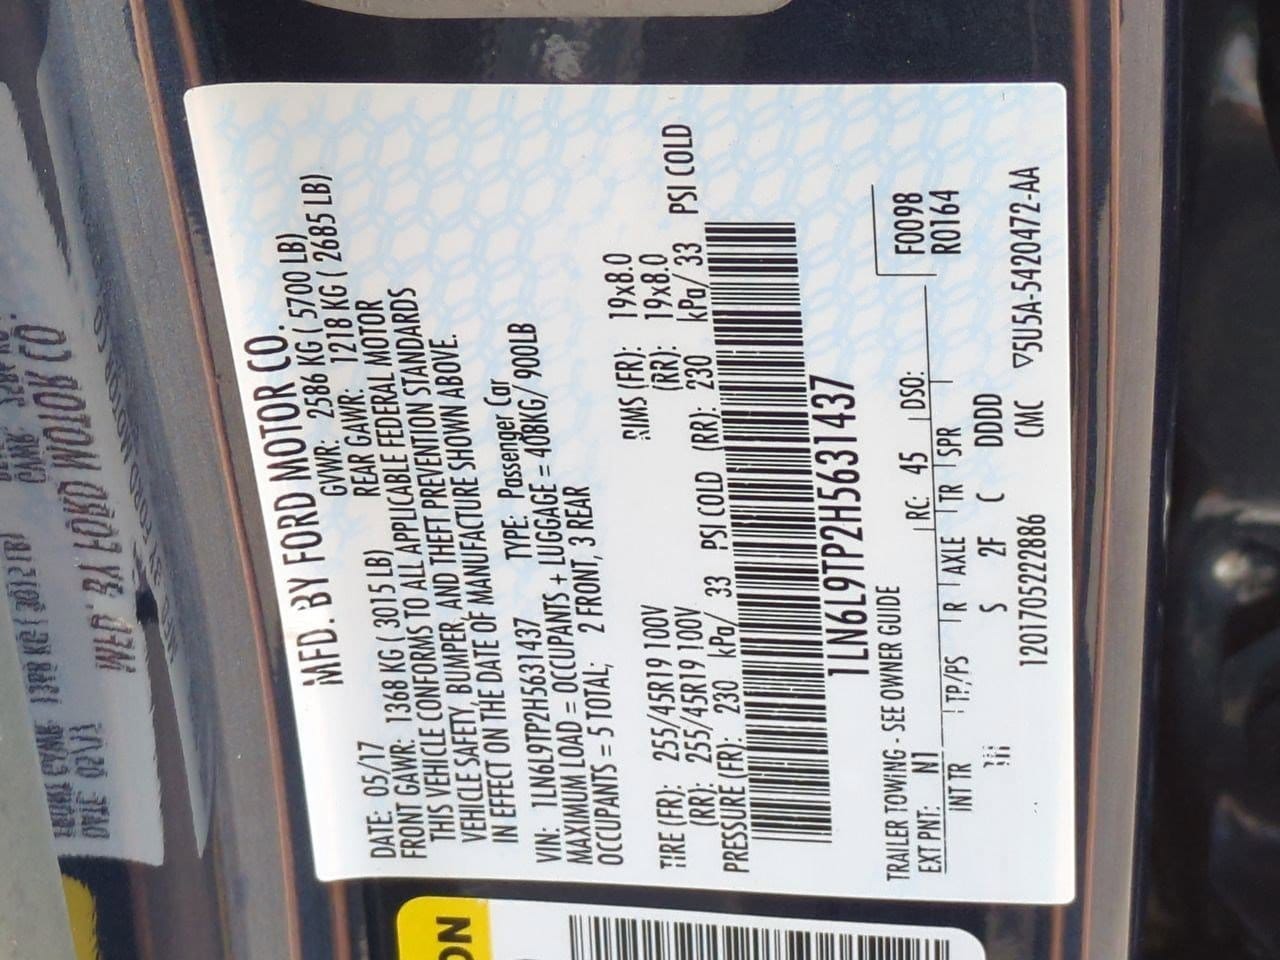 MFD. BY FORD MOTOR CO.
DATE: 05/17 GVWR: 2586 KG ( 5700 LB)
FRONT GAWR: 1368 KG ( 3015 LB) REAR GAWR: 1218 KG ( 2685 LB)
THIS VEHICLE CONFORMS TO ALL APPLICABLE FEDERAL MOTOR
VEHICLE SAFETY, BUMPER, AND THEFT PREVENTION STANDARDS
IN EFFECT ON THE DATE OF MANUFACTURE SHOWN ABOVE.
VIN: 1LN6L9TP2H5631437 TYPE: Passenger Car
MAXIMUM LOAD = OCCUPANTS + LUGGAGE = 408KG/ 900LB
OCCUPANTS = 5 TOTAL; 2 FRONT, 3 REAR
TIRE (FR): 255/45R19 100V RIMS (FR): 19x8.0
(RR): 255/45R19 100V (RR): 19x8.0
PRESSURE (FR): 230 kPa/ 33 PSI COLD (RR): 230 kPa/ 33 PSI COLD
1LN6L9TP2H5631437
TRAILER TOWING - SEE OWNER GUIDE
EXT PNT: N1 RC: 45 DSO: F0098
INT TR TP/PS R AXLE TR SPR R0164
S 2F C DDDD
1201705222886 CMC 5U5A-5420472-AA
ON